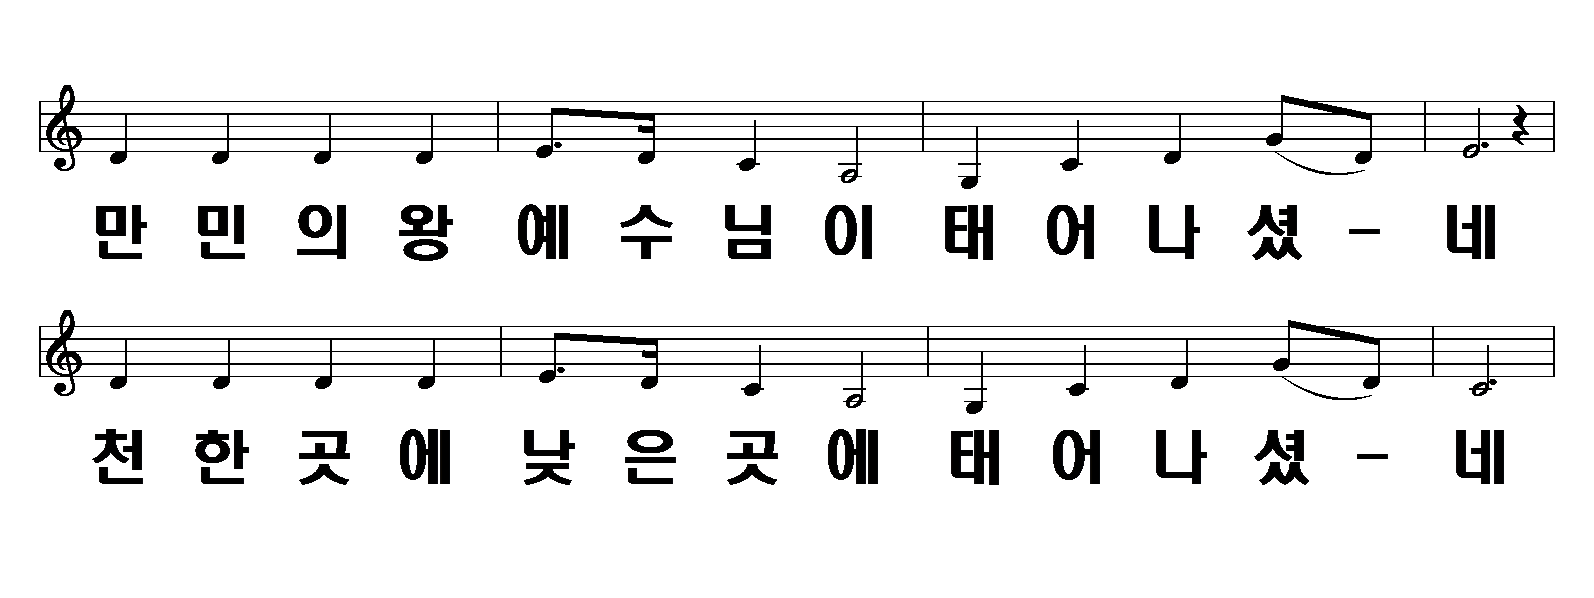 만 민 의 왕 예 수 님 이 태 어 나 셨 - 네
천 한 곳 에 낮 은 곳 에 태 어 나 셨 - 네